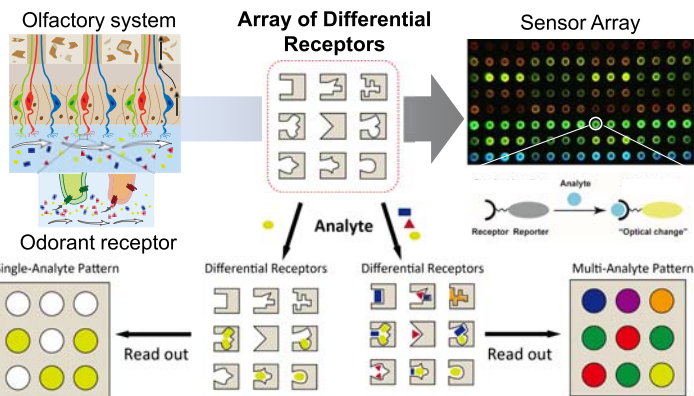 Olfactory system
Array of Differential
Receptors
Sensor Array
Odorant receptor
Analyte
Analyte
Receptor Reporter
"Optical change"
Single-Analyte Pattern
Differential Receptors
Differential Receptors
Multi-Analyte Pattern
Read out
Read out